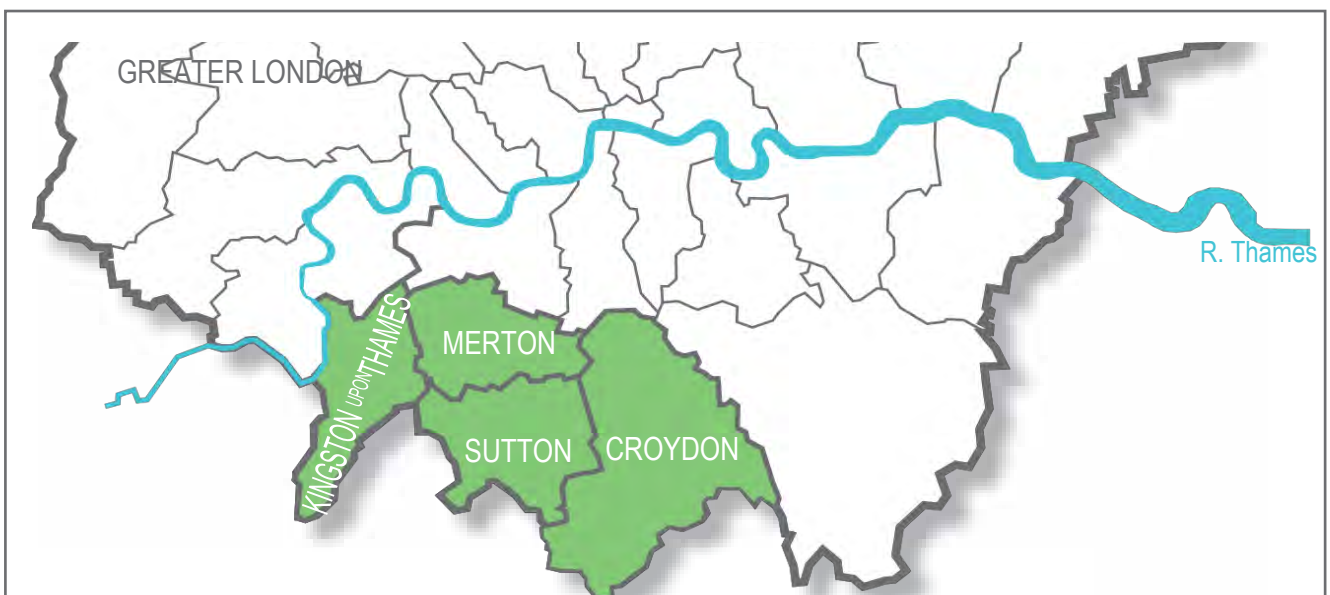 GREATER LONDON
R. Thames
KINGSTON UPON THAMES
MERTON
SUTTON
CROYDON